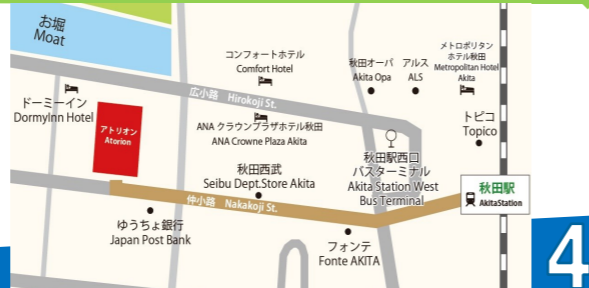 お堀
Moat
コンフォートホテル
Comfort Hotel
秋田オーパ
Akita Opa
アルス
ALS
メトロポリタン
ホテル秋田
Metropolitan Hotel
Akita
ドーミーイン
DormyInn Hotel
アトリオン
Atorion
広小路 Hirokoji St.
ANA クラウンプラザホテル秋田
ANA Crowne Plaza Akita
トピコ
Topico
秋田駅西口
バスターミナル
Akita Station West
Bus Terminal
秋田西武
Seibu Dept.Store Akita
秋田駅
AkitaStation
仲小路 Nakakoji St.
ゆうちょ銀行
Japan Post Bank
フォンテ
Fonte AKITA
4